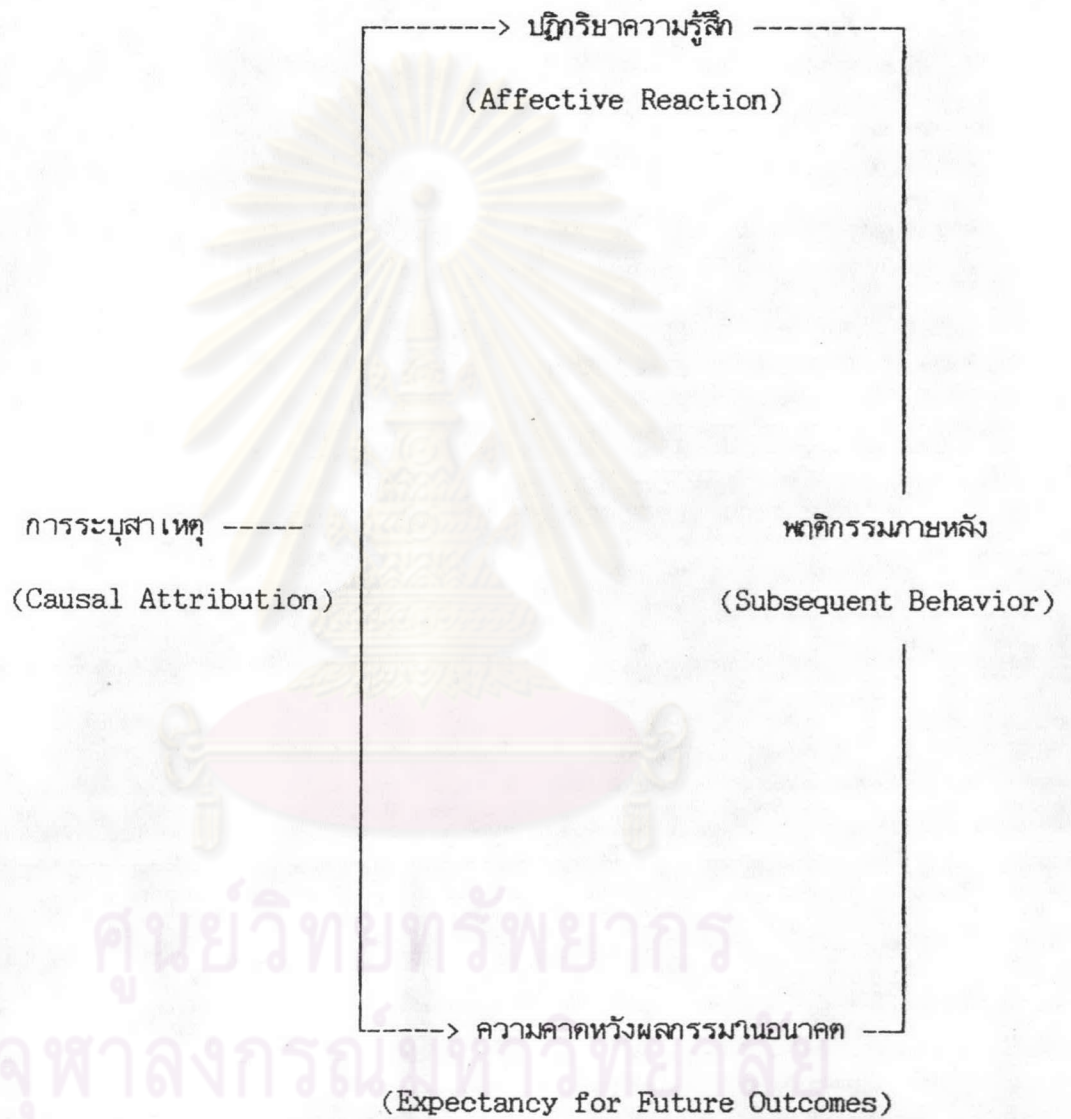 ปฏิกริยาความรู้สึก
(Affective Reaction)
การระบุสาเหตุ
(Causal Attribution)
พฤติกรรมภายหลัง
(Subsequent Behavior)
ศูนย์วิทยทรัพยากร
ความคาดหวังผลกรรมในอนาคต
จุฬาลงกรณ์มหาวิทยาลัย
(Expectancy for Future Outcomes)